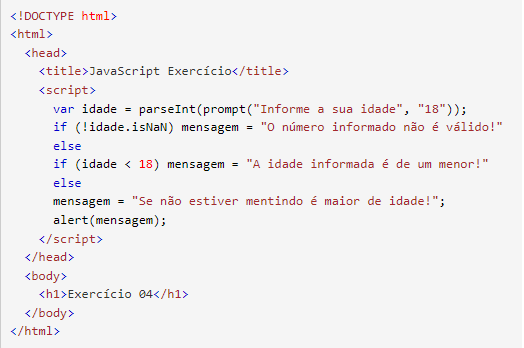 <!DOCTYPE html>
<html>
<head>
<title>JavaScript Exercício</title>
<script>
var idade = parseInt(prompt("Informe a sua idade", "18"));
if (!idade.isNaN) mensagem = "O número informado não é válido!"
else
if (idade < 18) mensagem = "A idade informada é de um menor!"
else
mensagem = "Se não estiver mentindo é maior de idade!";
alert(mensagem);
</script>
</head>
<body>
<h1>Exercício 04</h1>
</body>
</html>